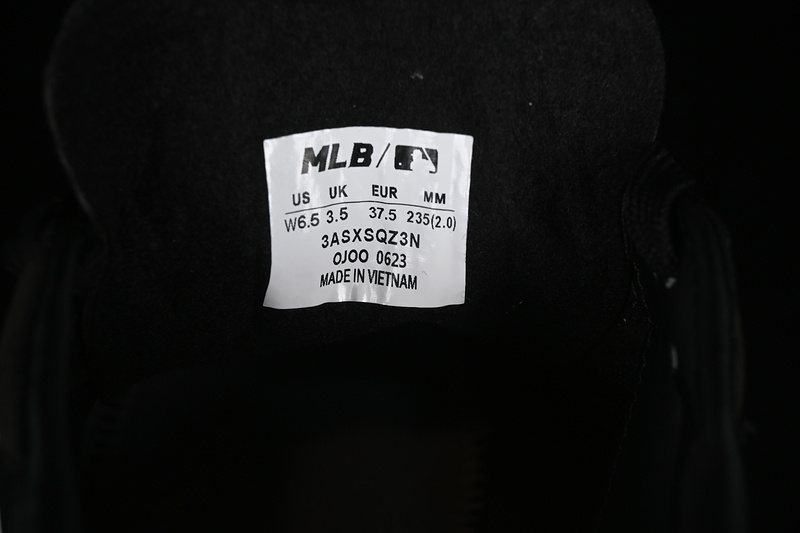 MLB/
US UK EUR MM
W6.5 3.5 37.5 235(2.0)
3ASXSQZ3N
OJOO 0623
MADE IN VIETNAM